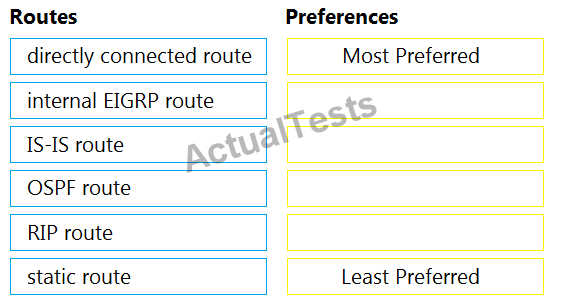 Routes Preferences
directly connected route Most Preferred
internal EIGRP route
ActualTests
IS-IS route
OSPF route
RIP route
static route Least Preferred